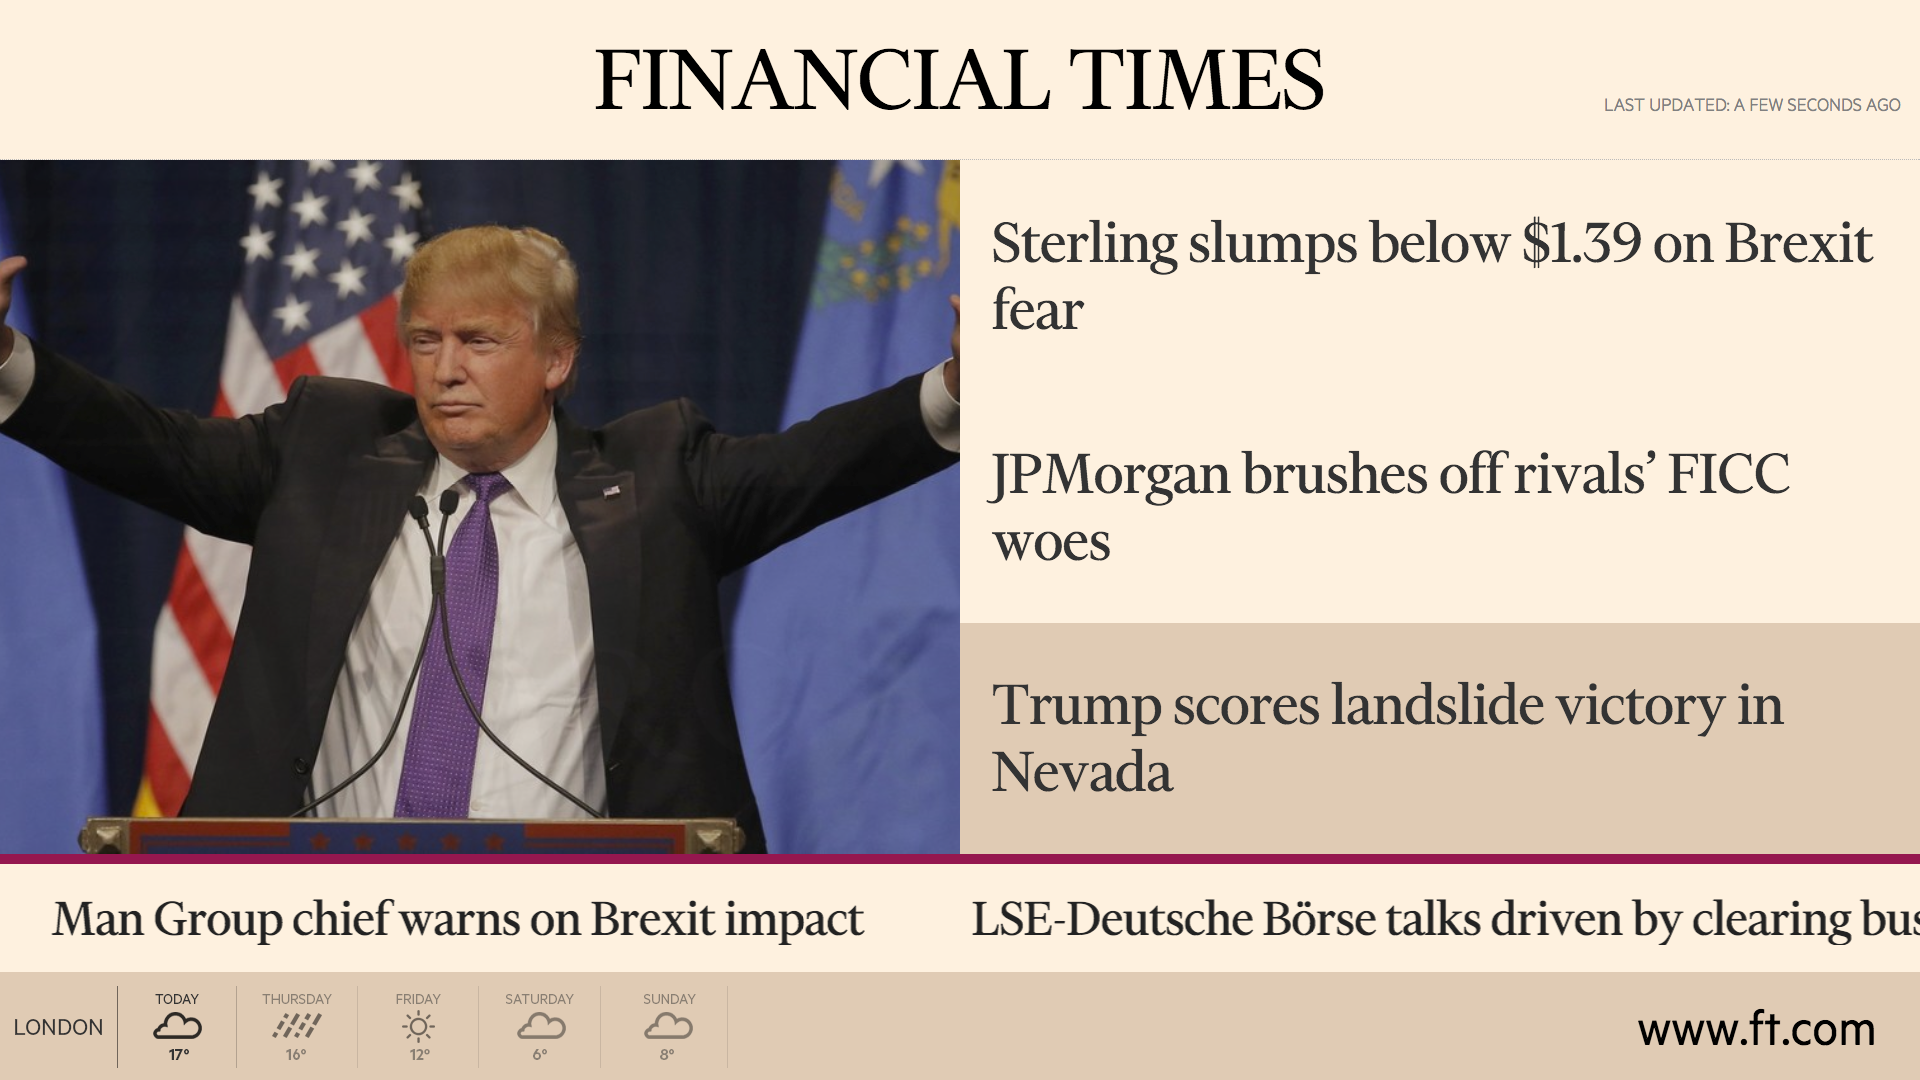 FINANCIAL TIMES
LAST UPDATED: A FEW SECONDS AGO
Sterling slumps below $1.39 on Brexit
fear
JPMorgan brushes off rivals’ FICC
woes
Trump scores landslide victory in
Nevada
Man Group chief warns on Brexit impact
LSE-Deutsche Börse talks driven by clearing bus
LONDON
TODAY
17°
THURSDAY
16°
FRIDAY
12°
SATURDAY
6°
SUNDAY
8°
www.ft.com